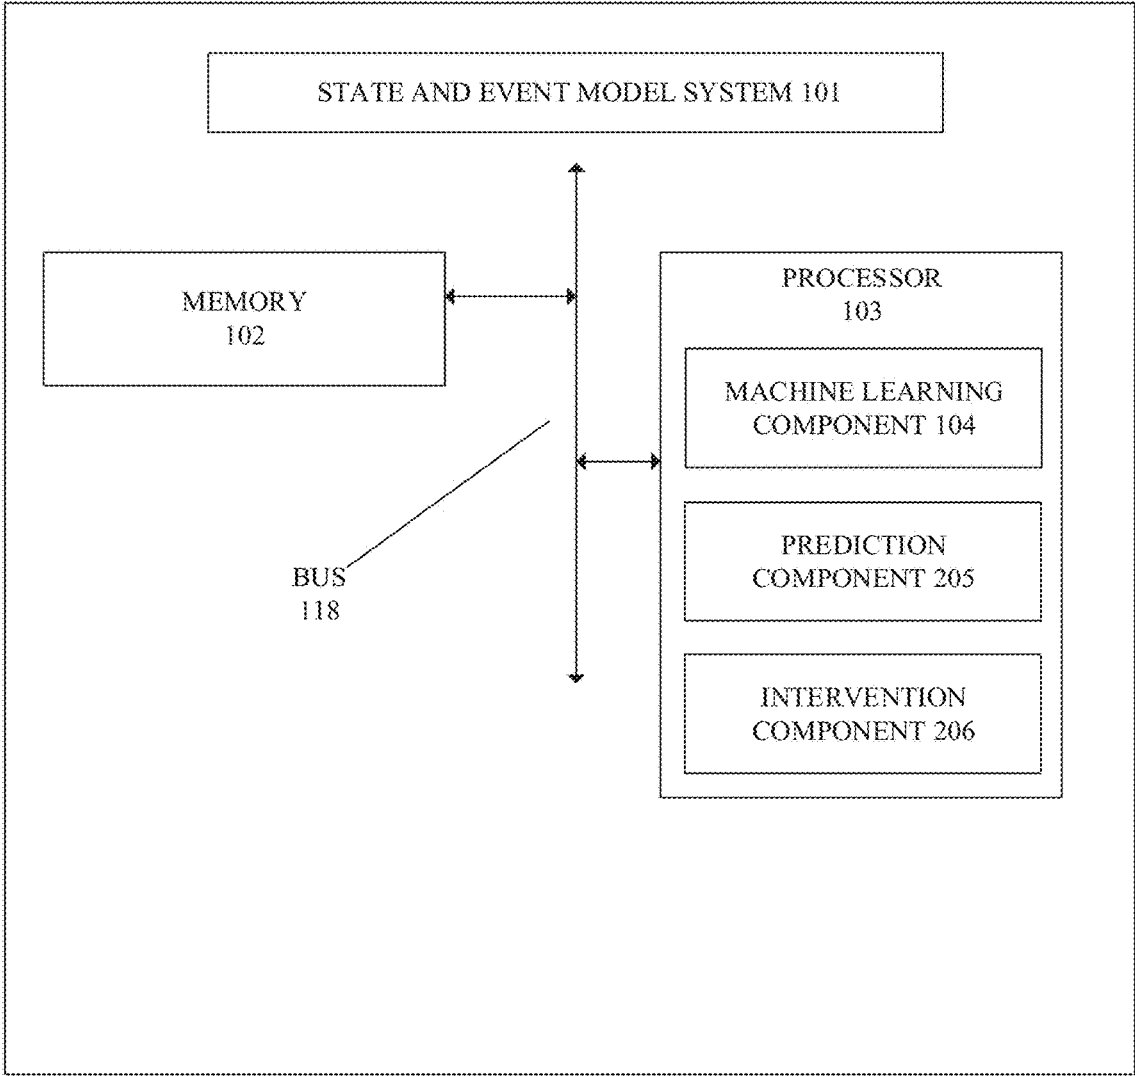 STATE AND EVENT MODEL SYSTEM 101
MEMORY
102
PROCESSOR
103
MACHINE LEARNING
COMPONENT 104
PREDICTION
COMPONENT 205
INTERVENTION
COMPONENT 206
BUS
118